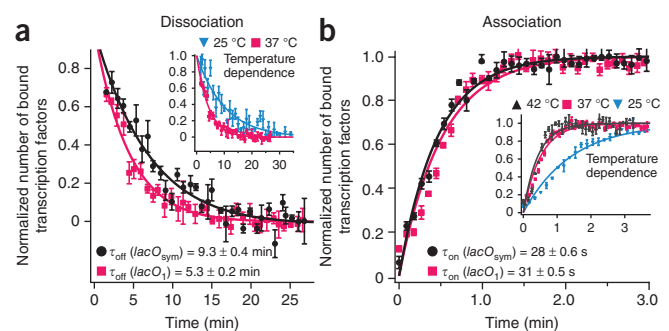 Dissociation
a
Normalized number of bound
transcription factors
0.8
0.6
0.4
0.2
0
0 5 10 15 20 25
Time (min)
25 °C 37 °C
Temperature
dependence
1.0
0.8
0.6
0.4
0.2
0
0 10 20 30
τoff (lacOsym) = 9.3 ± 0.4 min
τoff (lacO1) = 5.3 ± 0.2 min
Association
b
Normalized number of bound
transcription factors
1.0
0.8
0.6
0.4
0.2
0
0 1.0 2.0 3.0
Time (min)
42 °C 37 °C 25 °C
1.0
0.8
0.6
0.4
0.2
0
0 1 2 3
Temperature
dependence
τon (lacOsym) = 28 ± 0.6 s
τon (lacO1) = 31 ± 0.5 s